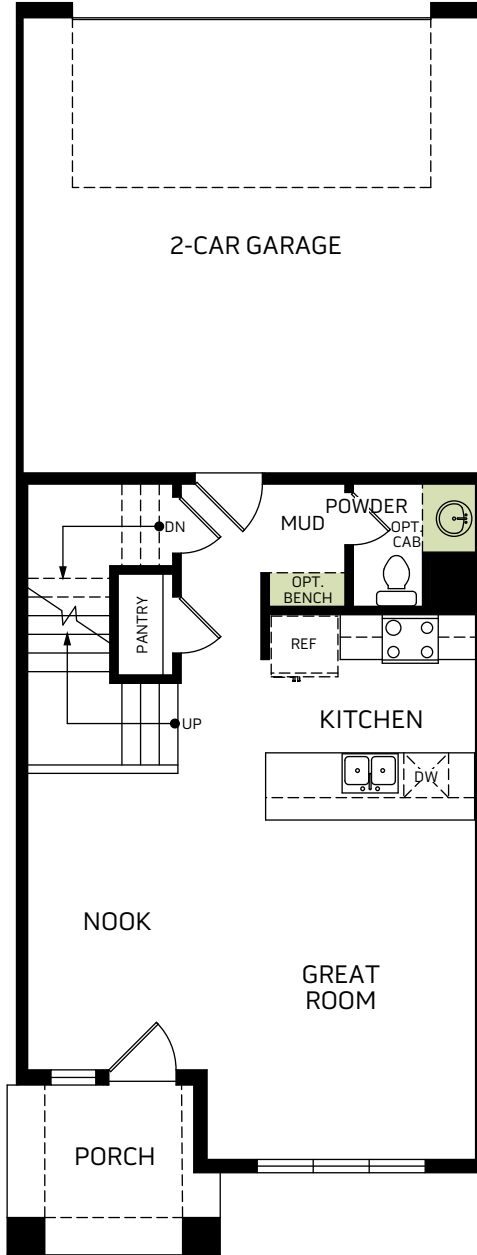 2-CAR GARAGE
POWDER
MUD
DN
OPT.
CAB
OPT.
BENCH
PANTRY
REF
KITCHEN
UP
DW
NOOK
GREAT
ROOM
PORCH